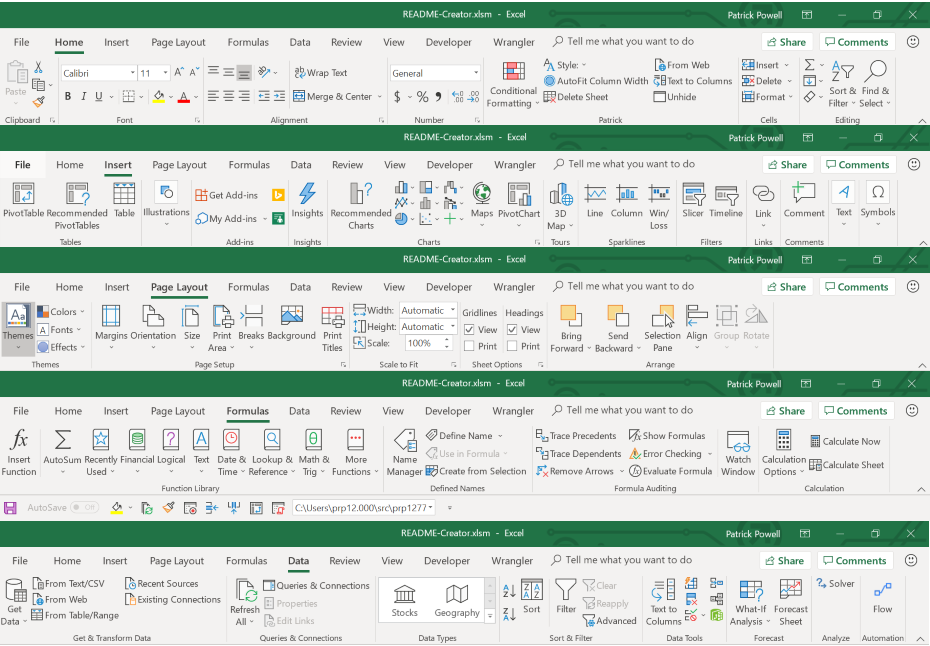 README-Creator.xlsm - Excel Patrick Powell
File Home Insert Page Layout Formulas Data Review View Developer Wrangler Tell me what you want to do Share Comments
Paste Calibri 11 A A Wrap Text General Conditional Formatting Style: From Web Insert Sort & Filter Find & Select
AutoFit Column Width Text to Columns Delete
B I U A Merge & Center $ % Delete Sheet Unhide Format
Clipboard Font Alignment Number Patrick Cells Editing
README-Creator.xlsm - Excel Patrick Powell
File Home Insert Page Layout Formulas Data Review View Developer Wrangler Tell me what you want to do Share Comments
PivotTable Recommended PivotTables Table Illustrations Get Add-ins My Add-ins Insights Recommended Charts Maps PivotChart 3D Map Line Column Win/Loss Slicer Timeline Link Comment Text Symbols
Tables Add-ins Insights Charts Tours Sparklines Filters Links Comments
README-Creator.xlsm - Excel Patrick Powell
File Home Insert Page Layout Formulas Data Review View Developer Wrangler Tell me what you want to do Share Comments
Themes Colors Fonts Effects Margins Orientation Size Print Area Breaks Background Print Titles Width: Automatic Height: Automatic Scale: 100% Gridlines View Print Headings View Print Bring Forward Send Backward Selection Pane Align Group Rotate
Themes Page Setup Scale to Fit Sheet Options Arrange
README-Creator.xlsm - Excel Patrick Powell
File Home Insert Page Layout Formulas Data Review View Developer Wrangler Tell me what you want to do Share Comments
fx Insert Function AutoSum Recently Used Financial Logical Text Date & Time Lookup & Reference Math & Trig More Functions Name Manager Define Name Use in Formula Create from Selection Trace Precedents Trace Dependents Remove Arrows Show Formulas Error Checking Evaluate Formula Watch Window Calculation Options Calculate Now Calculate Sheet
Function Library Defined Names Formula Auditing Calculation
AutoSave Off C:\Users\prp12.000\src\prp1277
README-Creator.xlsm - Excel Patrick Powell
File Home Insert Page Layout Formulas Data Review View Developer Wrangler Tell me what you want to do Share Comments
Get Data From Text/CSV From Web From Table/Range Recent Sources Existing Connections Refresh All Queries & Connections Properties Edit Links Stocks Geography Sort Filter Clear Reapply Advanced Text to Columns What-If Analysis Forecast Sheet Solver Flow
Get & Transform Data Queries & Connections Data Types Sort & Filter Data Tools Forecast Analyze Automation